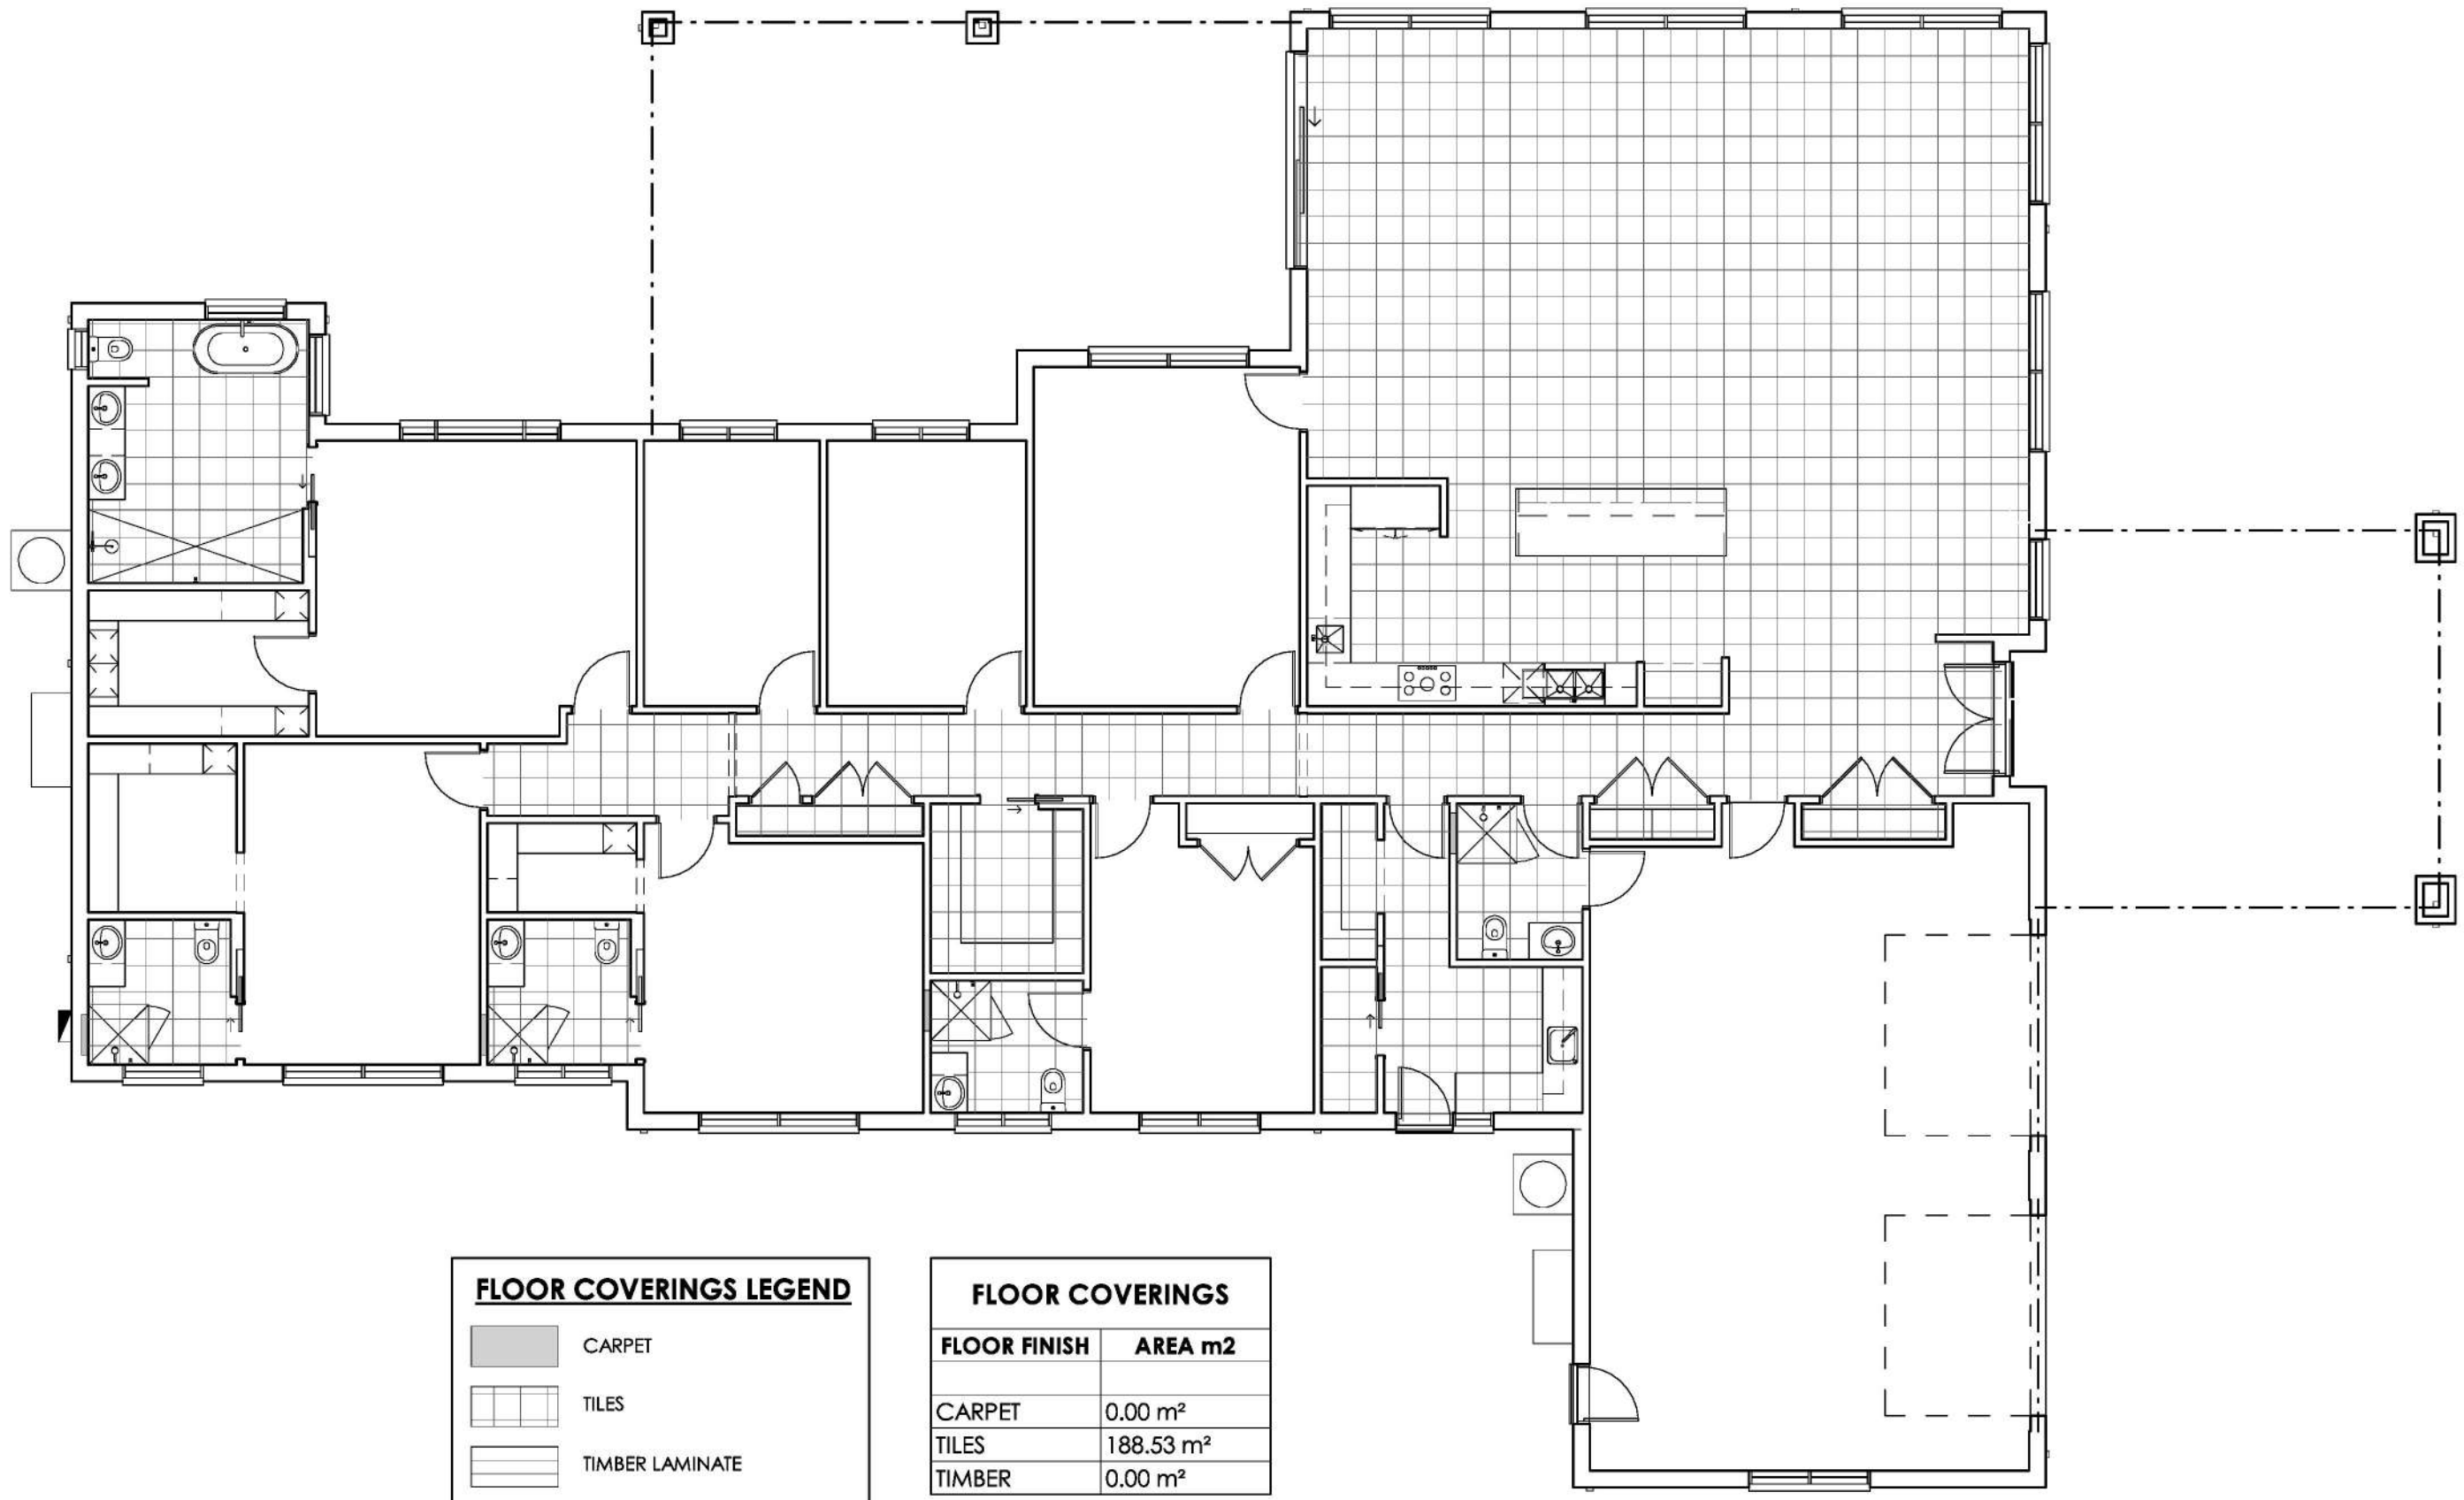 FLOOR COVERINGS LEGEND
CARPET
TILES
TIMBER LAMINATE
FLOOR COVERINGS
FLOOR FINISH AREA m2
CARPET 0.00 m²
TILES 188.53 m²
TIMBER 0.00 m²